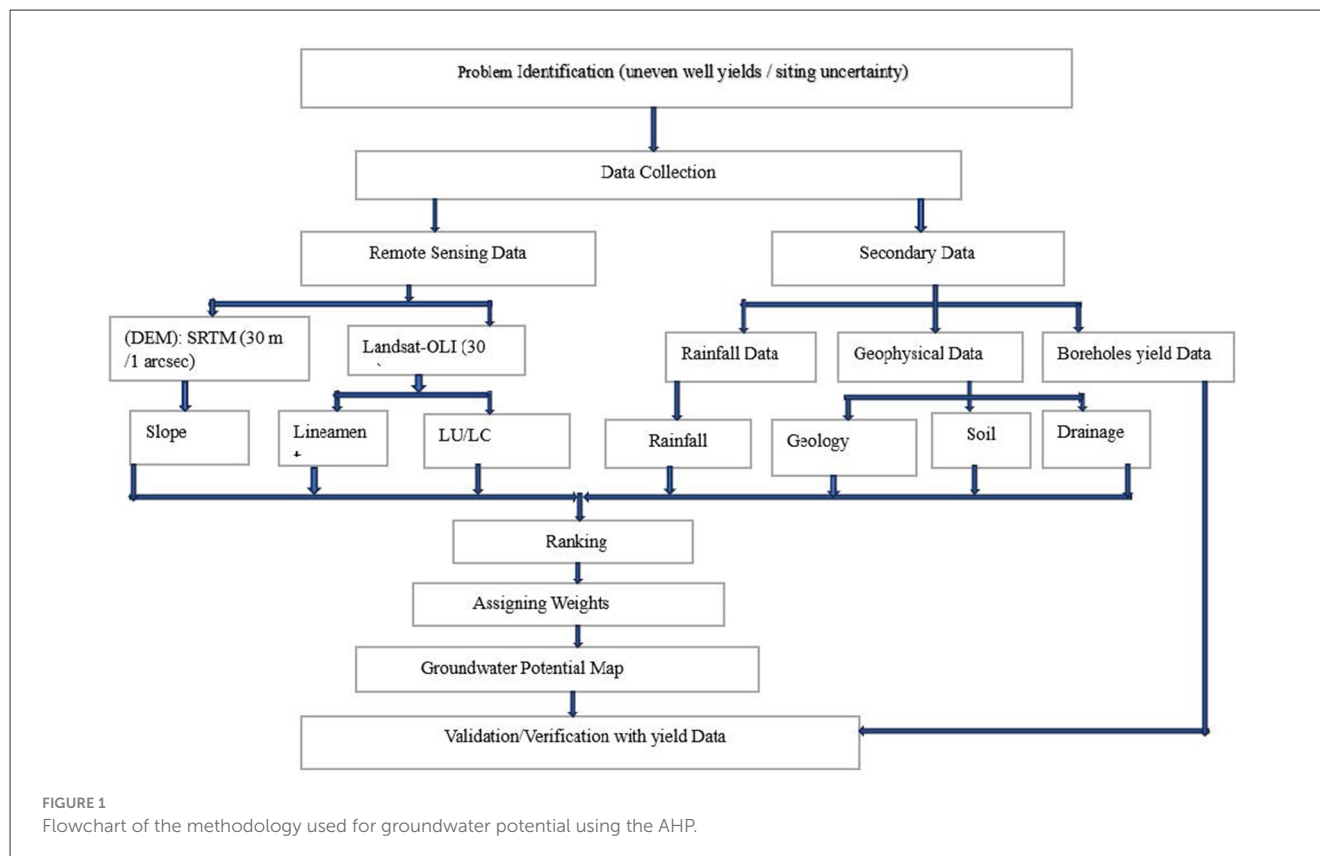 Problem Identification (uneven well yields / siting uncertainty)
Data Collection
Remote Sensing Data
Secondary Data
(DEM): SRTM (30 m
/1 arcsec)
Landsat-OLI (30
Rainfall Data
Geophysical Data
Boreholes yield Data
Slope
Lineamen
LU/LC
Rainfall
Geology
Soil
Drainage
Ranking
Assigning Weights
Groundwater Potential Map
Validation/Verification with yield Data
FIGURE 1
Flowchart of the methodology used for groundwater potential using the AHP.